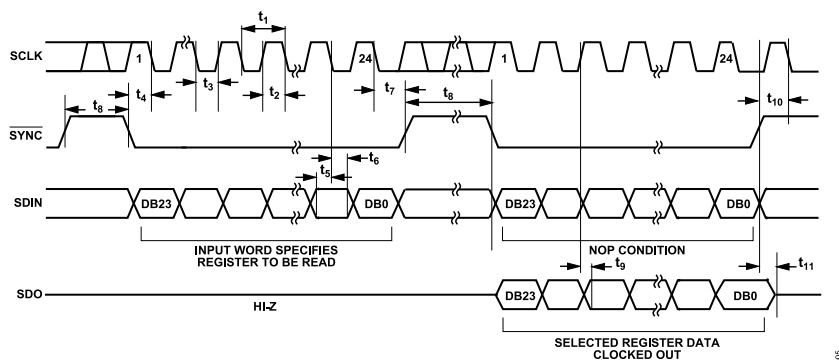 t1
SCLK
1
24
1
24
t4
t3
t2
t7
t8
t10
t8
SYNC
t5
t6
SDIN
DB23
DB0
DB23
DB0
INPUT WORD SPECIFIES
REGISTER TO BE READ
NOP CONDITION
t9
t11
SDO
HI-Z
DB23
DB0
SELECTED REGISTER DATA
CLOCKED OUT